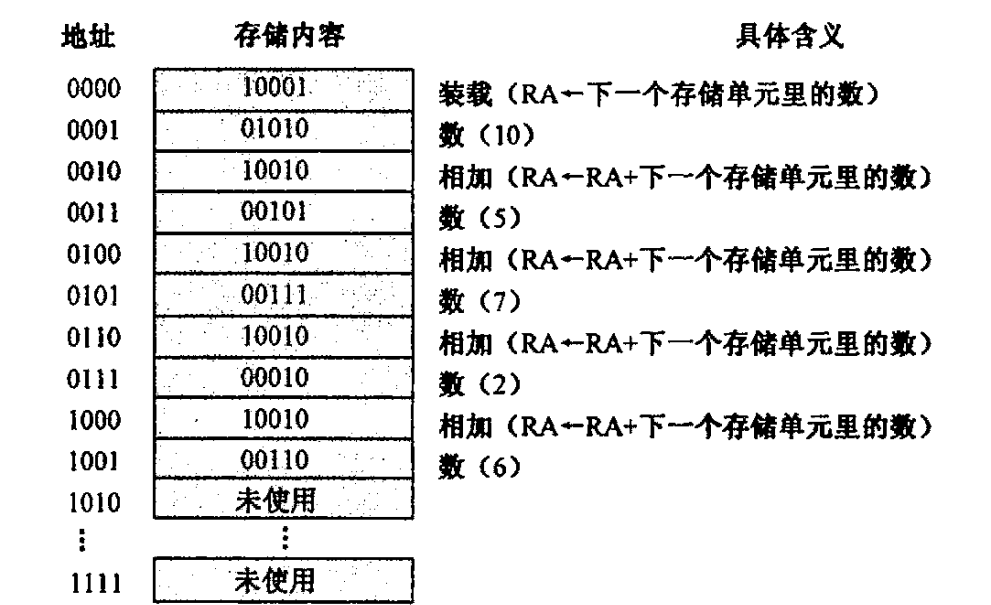 地址 存储内容 具体含义
0000 10001 装载（RA←下一个存储单元里的数）
0001 01010 数（10）
0010 10010 相加（RA←RA+下一个存储单元里的数）
0011 00101 数（5）
0100 10010 相加（RA←RA+下一个存储单元里的数）
0101 00111 数（7）
0110 10010 相加（RA←RA+下一个存储单元里的数）
0111 00010 数（2）
1000 10010 相加（RA←RA+下一个存储单元里的数）
1001 00110 数（6）
1010 未使用
⋮ ⋮
1111 未使用